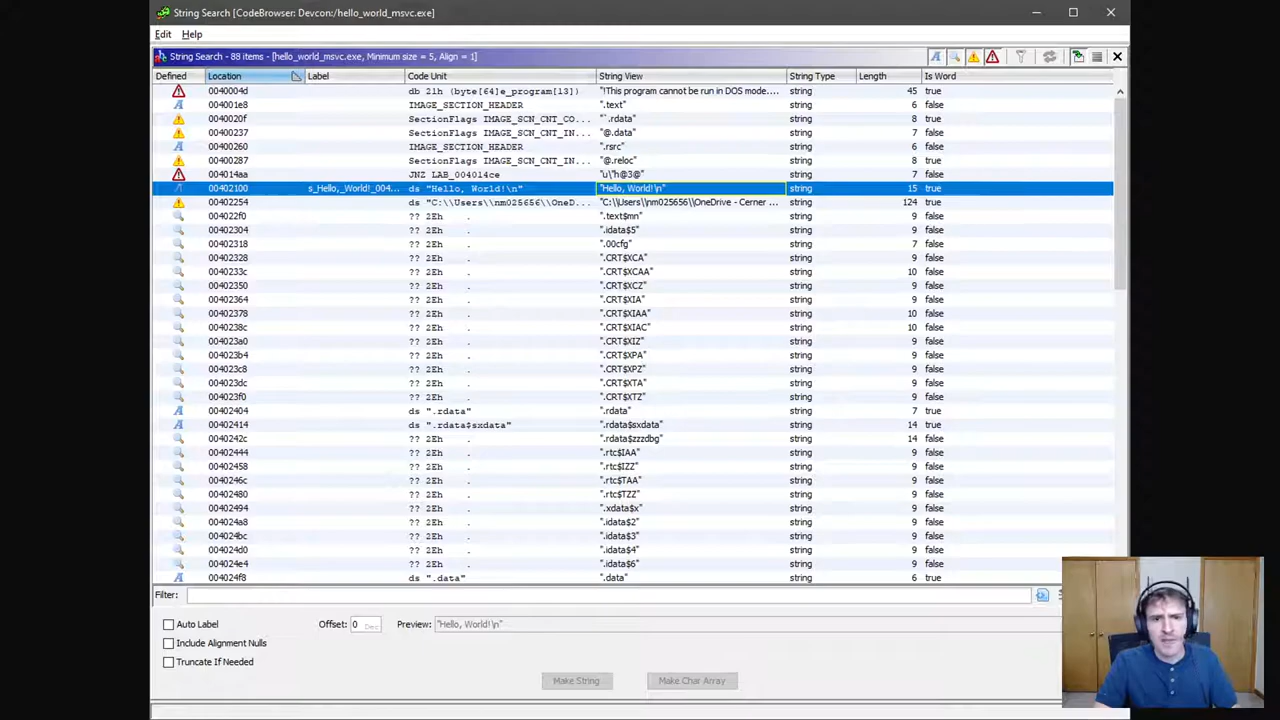 String Search [CodeBrowser: Devcon:/hello_world_msvc.exe]
Edit Help
String Search - 88 items - [hello_world_msvc.exe, Minimum size = 5, Align = 1]
Defined Location Label Code Unit String View String Type Length Is Word
0040004d db 21h (byte[64]e_program[13]) "!This program cannot be run in DOS mode.... string 45 true
004001e8 IMAGE_SECTION_HEADER ".text" string 6 true
0040020f SectionFlags IMAGE_SCN_CNT_CO... "`.rdata" string 8 true
00400237 SectionFlags IMAGE_SCN_CNT_IN... "@.data" string 7 false
00400260 IMAGE_SECTION_HEADER ".rsrc" string 6 false
00400287 SectionFlags IMAGE_SCN_CNT_IN... "@.reloc" string 8 false
004014aa JNZ LAB_004014ce "u\"h@3@" string 7 false
00402100 s_Hello,_World!_004... ds "Hello, World!\n" "Hello, World!\n" string 15 true
00402254 ds "C:\\Users\\nm025656\\OneD... "C:\\Users\\nm025656\\OneDrive - Cerner ... string 124 true
004022f0 ?? 2Eh . ".text$mn" string 9 false
00402304 ?? 2Eh . ".idata$5" string 9 false
00402318 ?? 2Eh . ".00cfg" string 7 false
00402328 ?? 2Eh . ".CRT$XCA" string 9 false
0040233c ?? 2Eh . ".CRT$XCAA" string 10 false
00402350 ?? 2Eh . ".CRT$XCZ" string 9 false
00402364 ?? 2Eh . ".CRT$XIA" string 9 false
00402378 ?? 2Eh . ".CRT$XIAA" string 10 false
0040238c ?? 2Eh . ".CRT$XIAC" string 10 false
004023a0 ?? 2Eh . ".CRT$XIZ" string 9 false
004023b4 ?? 2Eh . ".CRT$XPA" string 9 false
004023c8 ?? 2Eh . ".CRT$XPZ" string 9 false
004023dc ?? 2Eh . ".CRT$XTA" string 9 false
004023f0 ?? 2Eh . ".CRT$XTZ" string 9 false
00402404 ds ".rdata" ".rdata" string 7 true
00402414 ds ".rdata$sxdata" ".rdata$sxdata" string 14 true
0040242c ?? 2Eh . ".rdata$zzzdbg" string 14 false
00402444 ?? 2Eh . ".rtc$IAA" string 9 false
00402458 ?? 2Eh . ".rtc$IZZ" string 9 false
0040246c ?? 2Eh . ".rtc$TAA" string 9 false
00402480 ?? 2Eh . ".rtc$TZZ" string 9 false
00402494 ?? 2Eh . ".xdata$x" string 9 false
004024a8 ?? 2Eh . ".idata$2" string 9 false
004024bc ?? 2Eh . ".idata$3" string 9 false
004024d0 ?? 2Eh . ".idata$4" string 9 false
004024e4 ?? 2Eh . ".idata$6" string 9 false
004024f8 ds ".data" ".data" string 6 true
Filter:
Auto Label Offset: 0 Dec Preview: "Hello, World!\n"
Include Alignment Nulls
Truncate If Needed
Make String Make Char Array